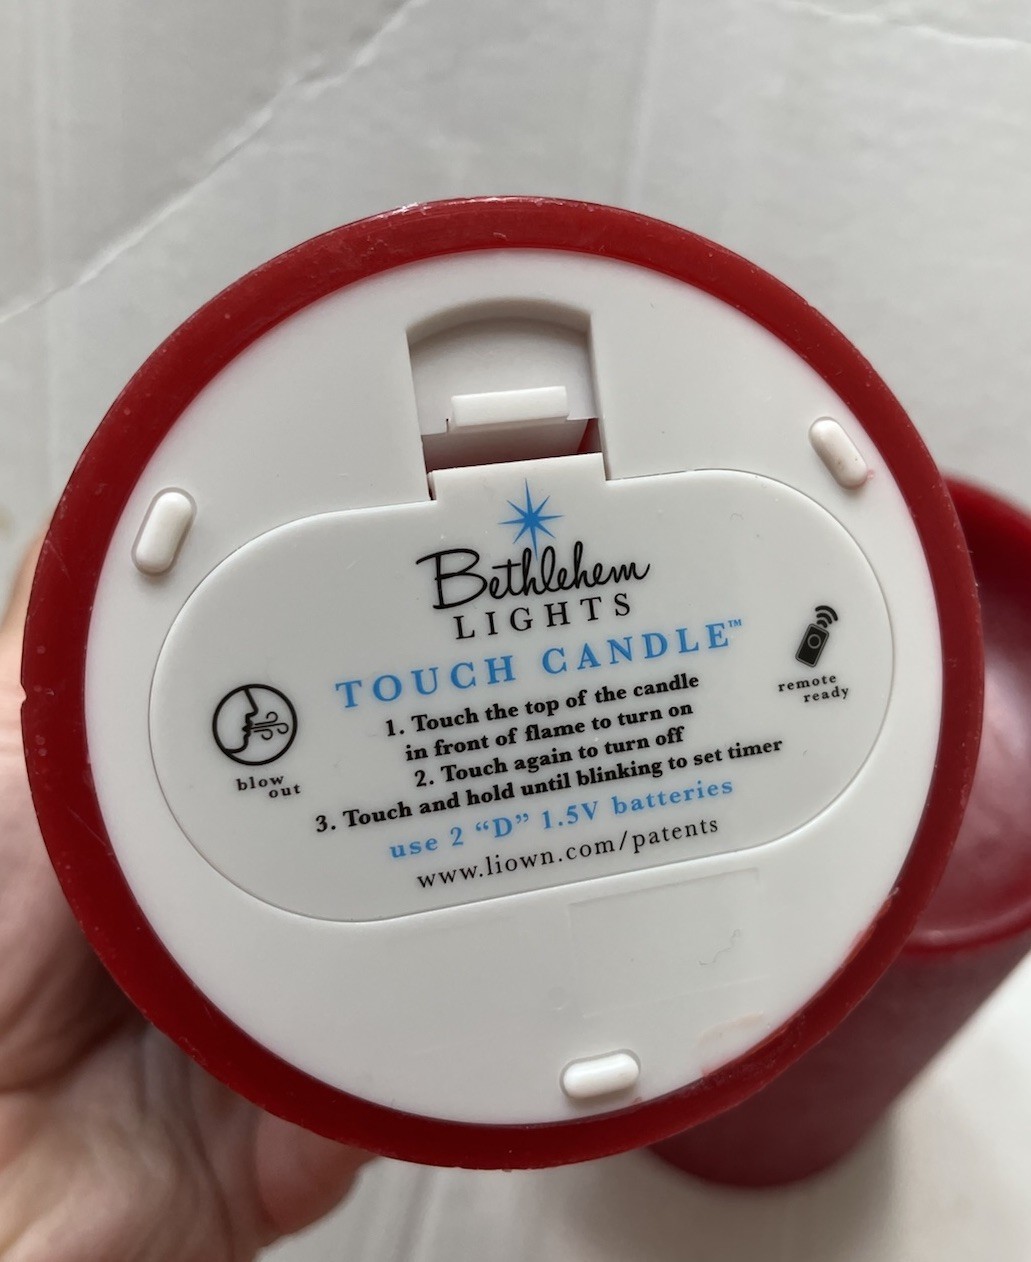 Bethlehem
LIGHTS
TOUCH CANDLE™
1. Touch the top of the candle
in front of flame to turn on
2. Touch again to turn off
3. Touch and hold until blinking to set timer
use 2 “D” 1.5V batteries
www.liown.com/patents
blow
out
remote
ready